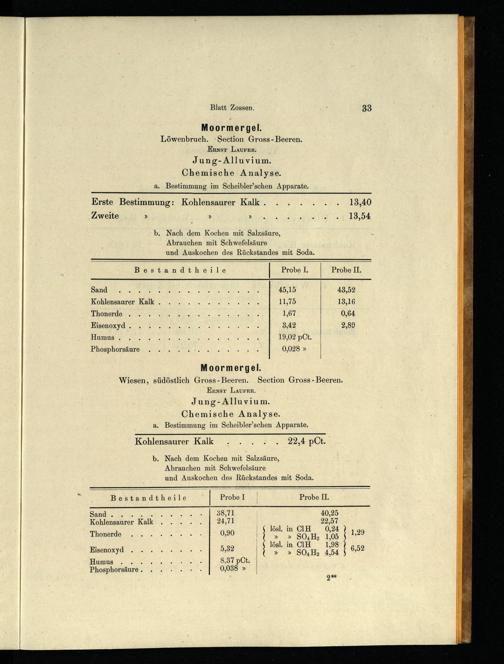 Blatt Zossen. 33
Moormergel.
Löwenbruch. Section Gross-Beeren.
Ernst Laufer.
Jung-Alluvium.
Chemische Analyse.
a. Bestimmung im Scheibler'schen Apparate.
Erste Bestimmung: Kohlensaurer Kalk . . . . . . . 13,40
Zweite » » » . . . . . . . 13,54
b. Nach dem Kochen mit Salzsäure,
Abrauchen mit Schwefelsäure
und Auskochen des Rückstandes mit Soda.
Bestandtheile Probe I. Probe II.
Sand . . . . . . . . . . . . . . 45,15 43,52
Kohlensaurer Kalk . . . . . . . . . 11,75 13,16
Thonerde . . . . . . . . . . . . 1,67 0,64
Eisenoxyd . . . . . . . . . . . . 3,42 2,89
Humus . . . . . . . . . . . . . 19,02 pCt.
Phosphorsäure . . . . . . . . . . 0,028 »
Moormergel.
Wiesen, südöstlich Gross-Beeren. Section Gross-Beeren.
Ernst Laufer.
Jung-Alluvium.
Chemische Analyse.
a. Bestimmung im Scheibler'schen Apparate.
Kohlensaurer Kalk . . . . . 22,4 pCt.
b. Nach dem Kochen mit Salzsäure,
Abrauchen mit Schwefelsäure
und Auskochen des Rückstandes mit Soda.
Bestandtheile Probe I Probe II.
Sand . . . . . . . . . 38,71 40,25
Kohlensaurer Kalk . . . . . 24,71 22,57
Thonerde . . . . . . . 0,90 { lösl. in ClH 0,24 } 1,29
{ » » SO4H2 1,05 }
Eisenoxyd . . . . . . . 5,32 { lösl. in ClH 1,98 } 6,52
{ » » SO4H2 4,54 }
Humus . . . . . . . . 8,37 pCt.
Phosphorsäure . . . . . . 0,038 »
2**